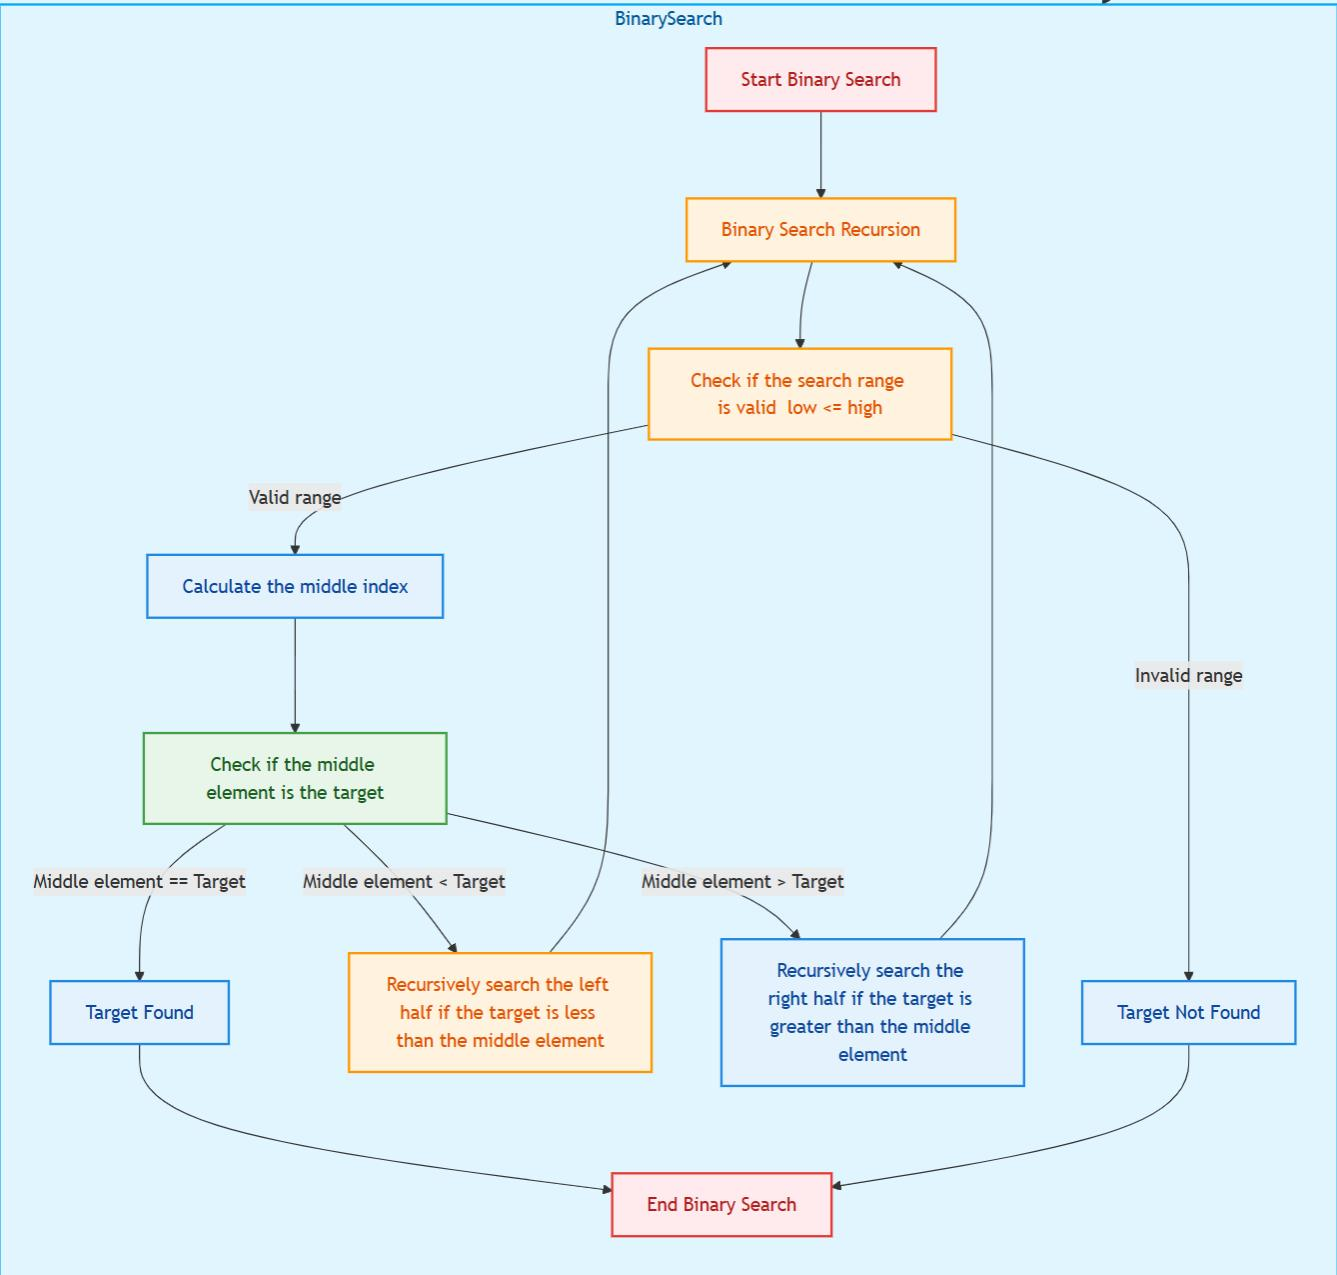 BinarySearch
Start Binary Search
Binary Search Recursion
Check if the search range
is valid low <= high
Valid range
Calculate the middle index
Invalid range
Check if the middle
element is the target
Middle element == Target
Middle element < Target
Middle element > Target
Recursively search the left
half if the target is less
than the middle element
Recursively search the
right half if the target is
greater than the middle
element
Target Found
Target Not Found
End Binary Search